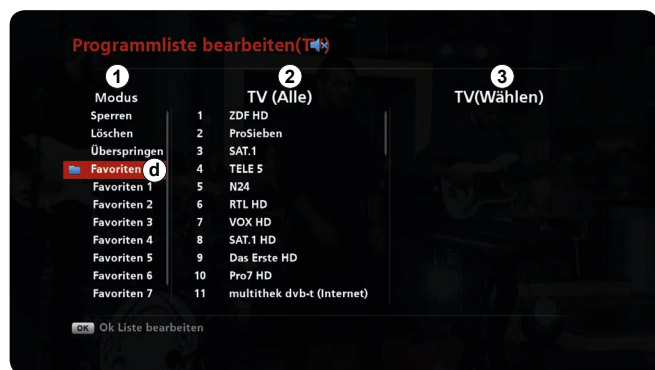 Programmliste bearbeiten(TV)
1 2 3
Modus TV (Alle) TV(Wählen)
Sperren 1 ZDF HD
Löschen 2 ProSieben
Überspringen 3 SAT.1
Favoriten d 4 TELE 5
Favoriten 1 5 N24
Favoriten 2 6 RTL HD
Favoriten 3 7 VOX HD
Favoriten 4 8 SAT.1 HD
Favoriten 5 9 Das Erste HD
Favoriten 6 10 Pro7 HD
Favoriten 7 11 multithek dvb-t (Internet)
OK Ok Liste bearbeiten